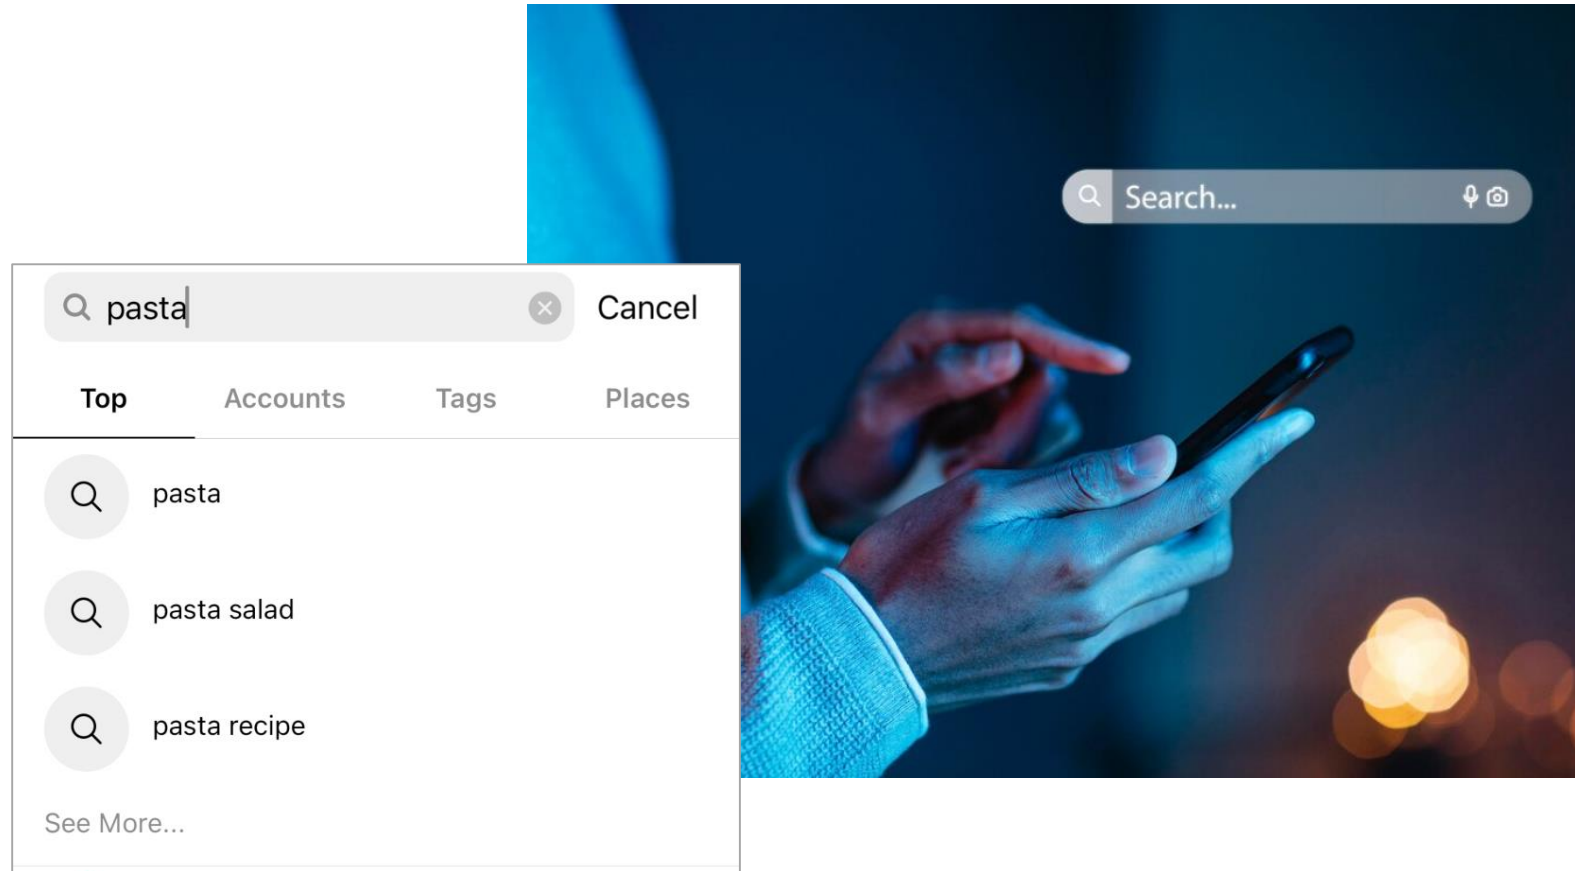 Search...
pasta Cancel
Top Accounts Tags Places
pasta
pasta salad
pasta recipe
See More...